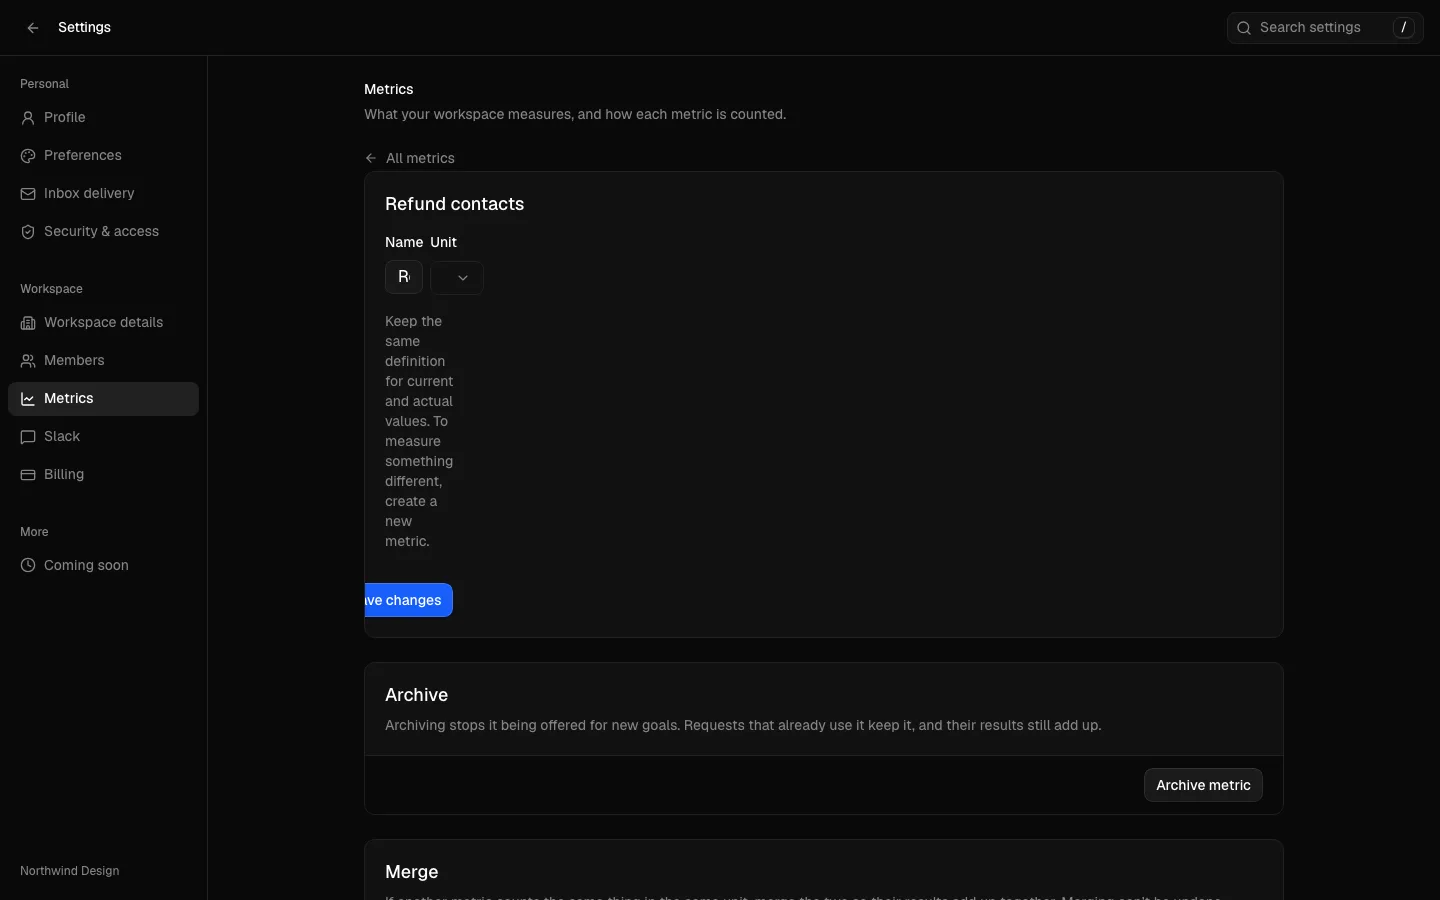 Settings
Search settings
/
Personal
Profile
Preferences
Inbox delivery
Security & access
Workspace
Workspace details
Members
Metrics
Slack
Billing
More
Coming soon
Northwind Design
Metrics
What your workspace measures, and how each metric is counted.
All metrics
Refund contacts
Name Unit
Keep the
same
definition
for current
and actual
values. To
measure
something
different,
create a
new
metric.
changes
Archive
Archiving stops it being offered for new goals. Requests that already use it keep it, and their results still add up.
Archive metric
Merge